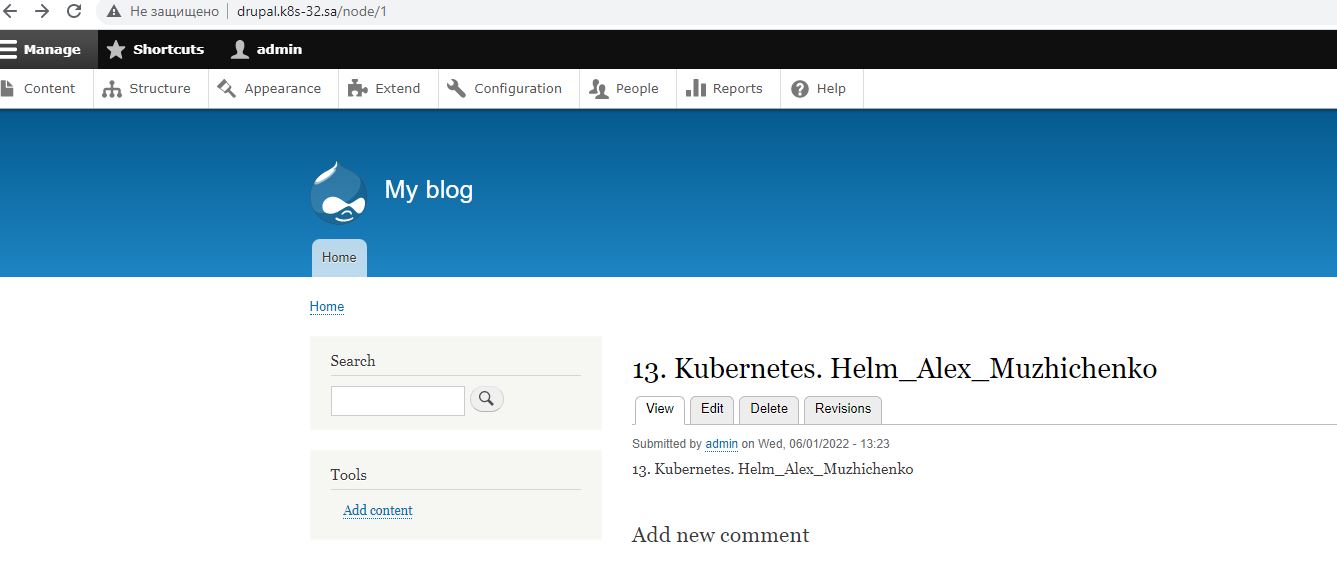 Не защищено drupal.k8s-32.sa/node/1
Manage Shortcuts admin
Content Structure Appearance Extend Configuration People Reports Help
My blog
Home
Home
Search
Tools
Add content
13. Kubernetes. Helm_Alex_Muzhichenko
View Edit Delete Revisions
Submitted by admin on Wed, 06/01/2022 - 13:23
13. Kubernetes. Helm_Alex_Muzhichenko
Add new comment